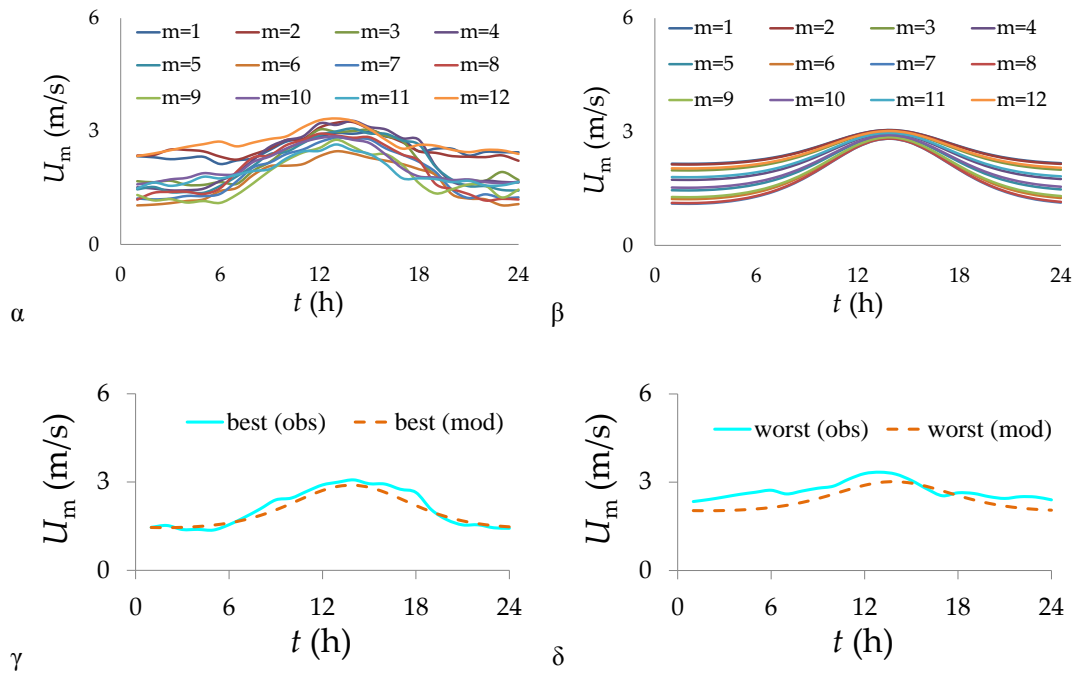 6
m=1 m=2 m=3 m=4
m=5 m=6 m=7 m=8
m=9 m=10 m=11 m=12
3
0
U_m (m/s)
0 6 12 18 24
t (h)
α
6
m=1 m=2 m=3 m=4
m=5 m=6 m=7 m=8
m=9 m=10 m=11 m=12
3
0
U_m (m/s)
0 6 12 18 24
t (h)
β
6
best (obs) best (mod)
3
0
U_m (m/s)
0 6 12 18 24
t (h)
γ
6
worst (obs) worst (mod)
3
0
U_m (m/s)
0 6 12 18 24
t (h)
δ